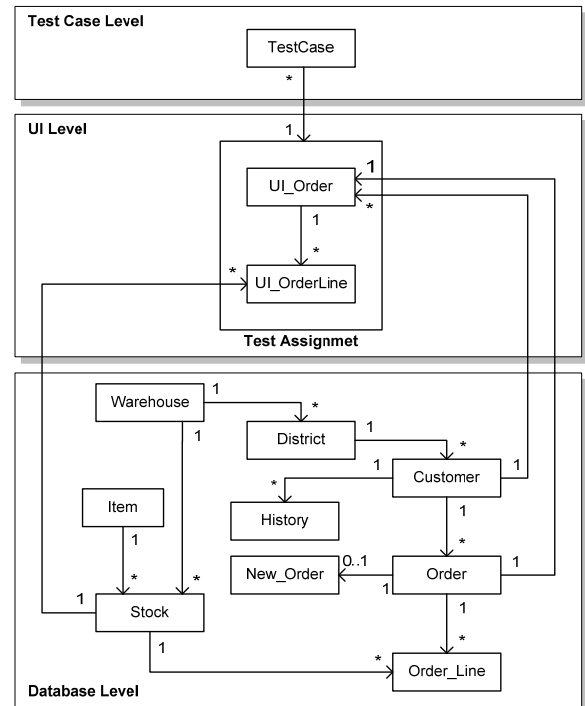 Test Case Level
TestCase
*
1
UI Level
1
UI_Order
*
1
*
*
UI_OrderLine
Test Assignmet
Warehouse
1
*
1
District
1
*
1
Customer
1
*
Item
History
1
1
*
0..1
New_Order
Order
1
1
*
*
1
Stock
1
1
*
*
Order_Line
Database Level